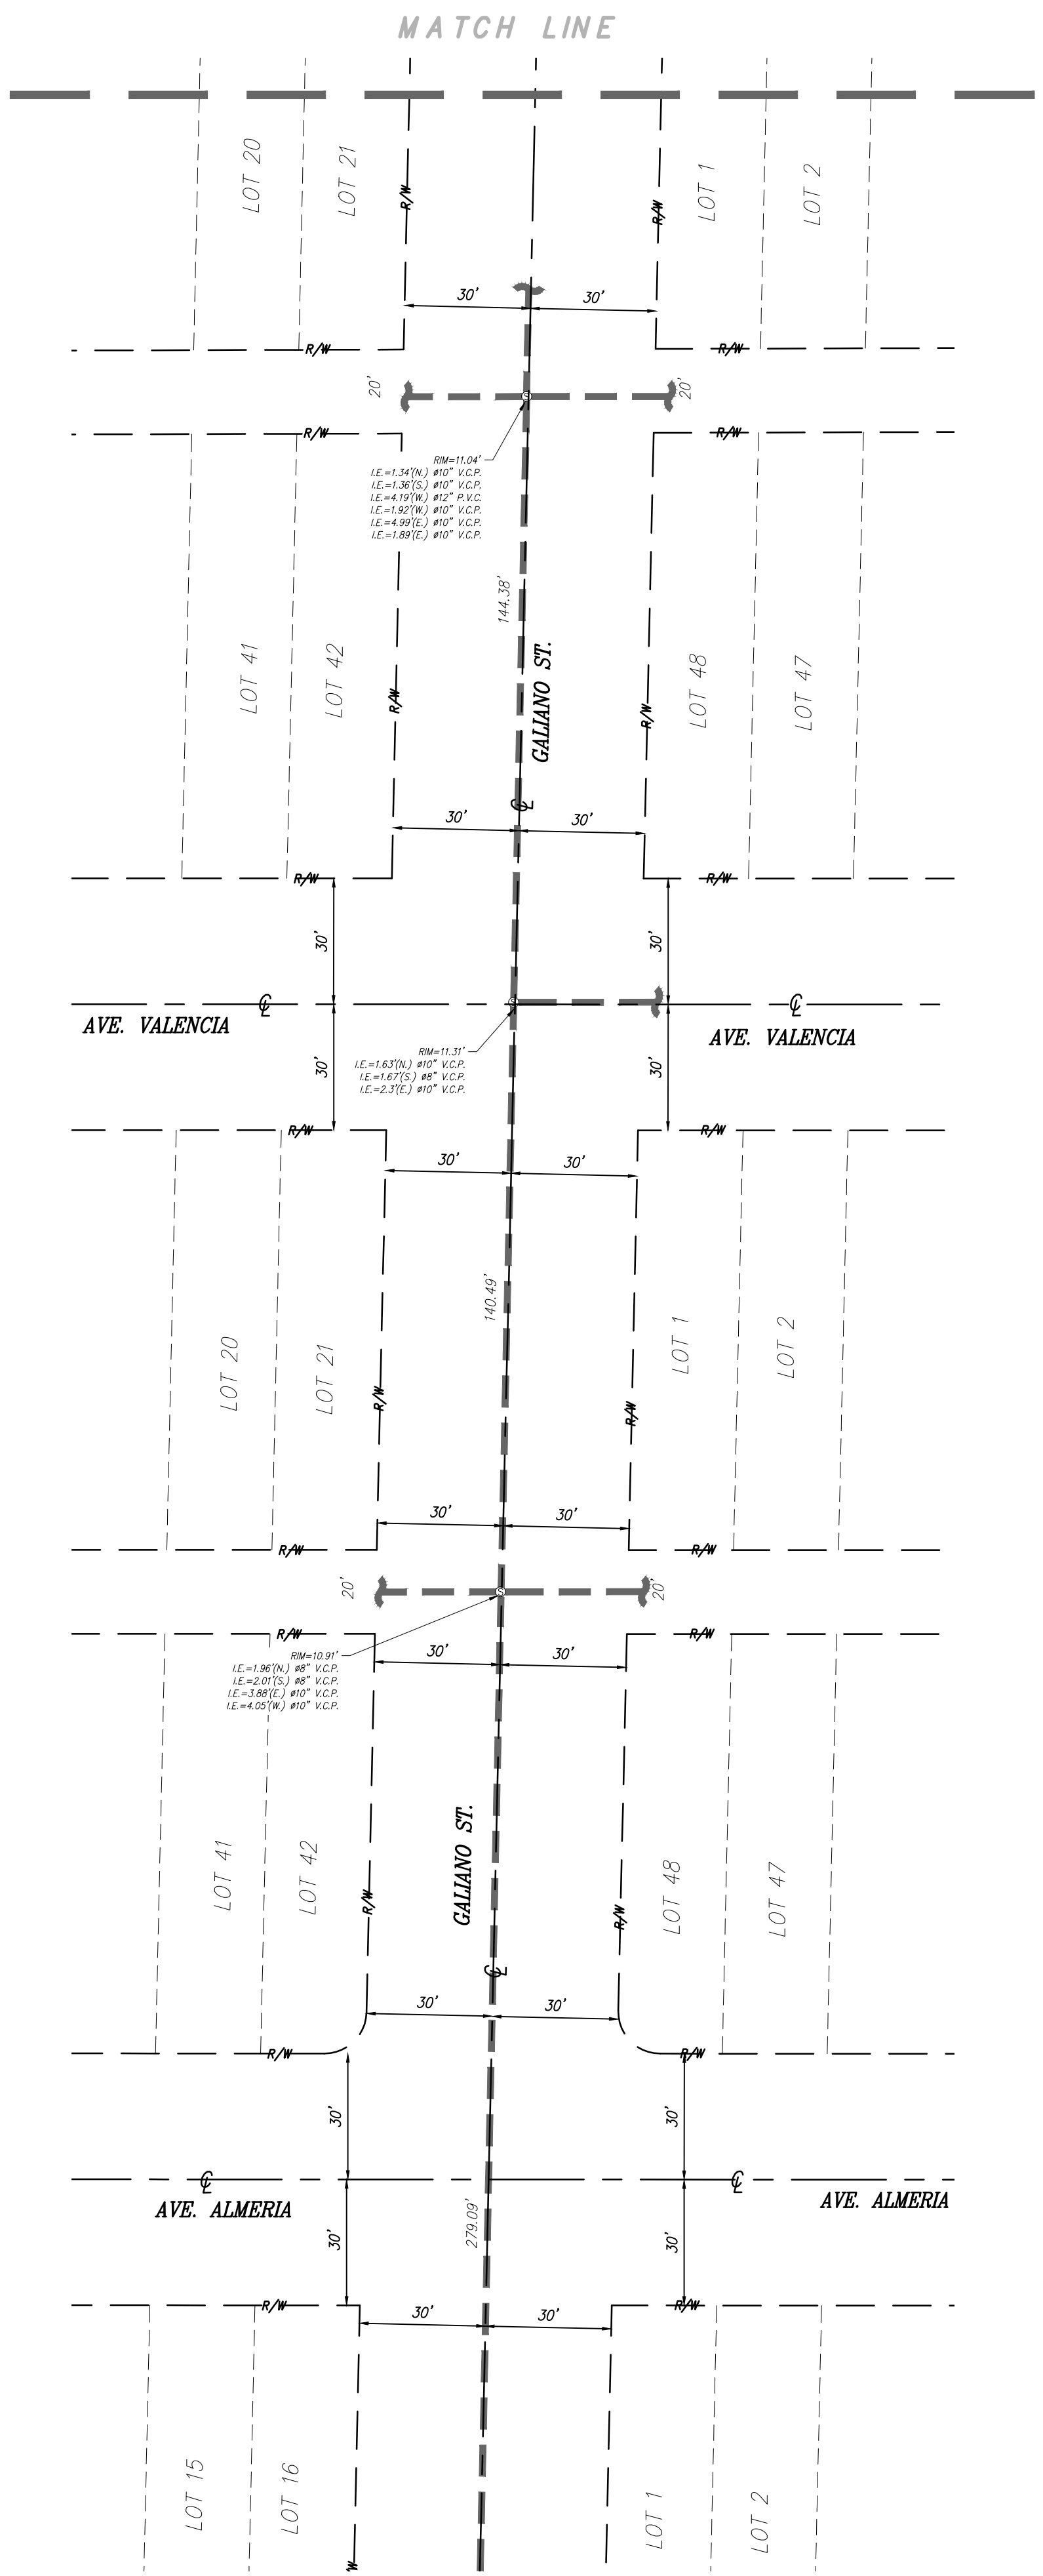 MATCH LINE
LOT 20
LOT 21
R/W
R/W
LOT 1
LOT 2
30'
30'
R/W
R/W
20'
S
20'
R/W
R/W
RIM=11.04'
I.E.=1.34'(N.) ø10" V.C.P.
I.E.=1.36'(S.) ø10" V.C.P.
I.E.=4.19'(W.) ø12" P.V.C.
I.E.=1.92'(W.) ø10" V.C.P.
I.E.=4.99'(E.) ø10" V.C.P.
I.E.=1.89'(E.) ø10" V.C.P.
144.38'
LOT 41
LOT 42
R/W
GALIANO ST.
R/W
LOT 48
LOT 47
℄
30'
30'
R/W
R/W
30'
30'
S
℄
℄
AVE. VALENCIA
AVE. VALENCIA
30'
30'
RIM=11.31'
I.E.=1.63'(N.) ø10" V.C.P.
I.E.=1.67'(S.) ø8" V.C.P.
I.E.=2.3'(E.) ø10" V.C.P.
R/W
R/W
30'
30'
140.49'
LOT 20
LOT 21
R/W
R/W
LOT 1
LOT 2
30'
30'
R/W
R/W
20'
S
20'
R/W
R/W
RIM=10.91'
I.E.=1.96'(N.) ø8" V.C.P.
I.E.=2.01'(S.) ø8" V.C.P.
I.E.=3.88'(E.) ø10" V.C.P.
I.E.=4.05'(W.) ø10" V.C.P.
30'
30'
LOT 41
LOT 42
R/W
GALIANO ST.
R/W
LOT 48
LOT 47
℄
30'
30'
R/W
R/W
30'
30'
℄
℄
AVE. ALMERIA
AVE. ALMERIA
30'
279.09'
30'
R/W
R/W
30'
30'
LOT 15
LOT 16
W
LOT 1
LOT 2